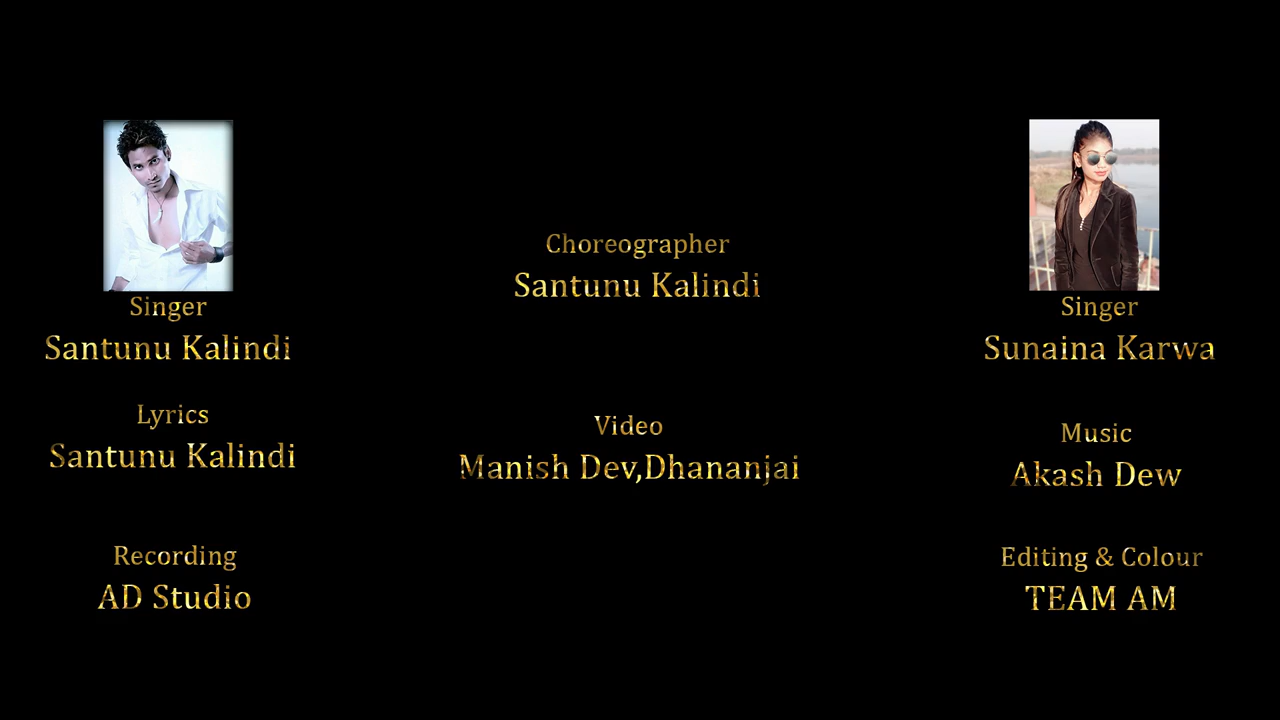 Singer
Santunu Kalindi
Lyrics
Santunu Kalindi
Recording
AD Studio
Choreographer
Santunu Kalindi
Video
Manish Dev,Dhananjai
Singer
Sunaina Karwa
Music
Akash Dew
Editing & Colour
TEAM AM